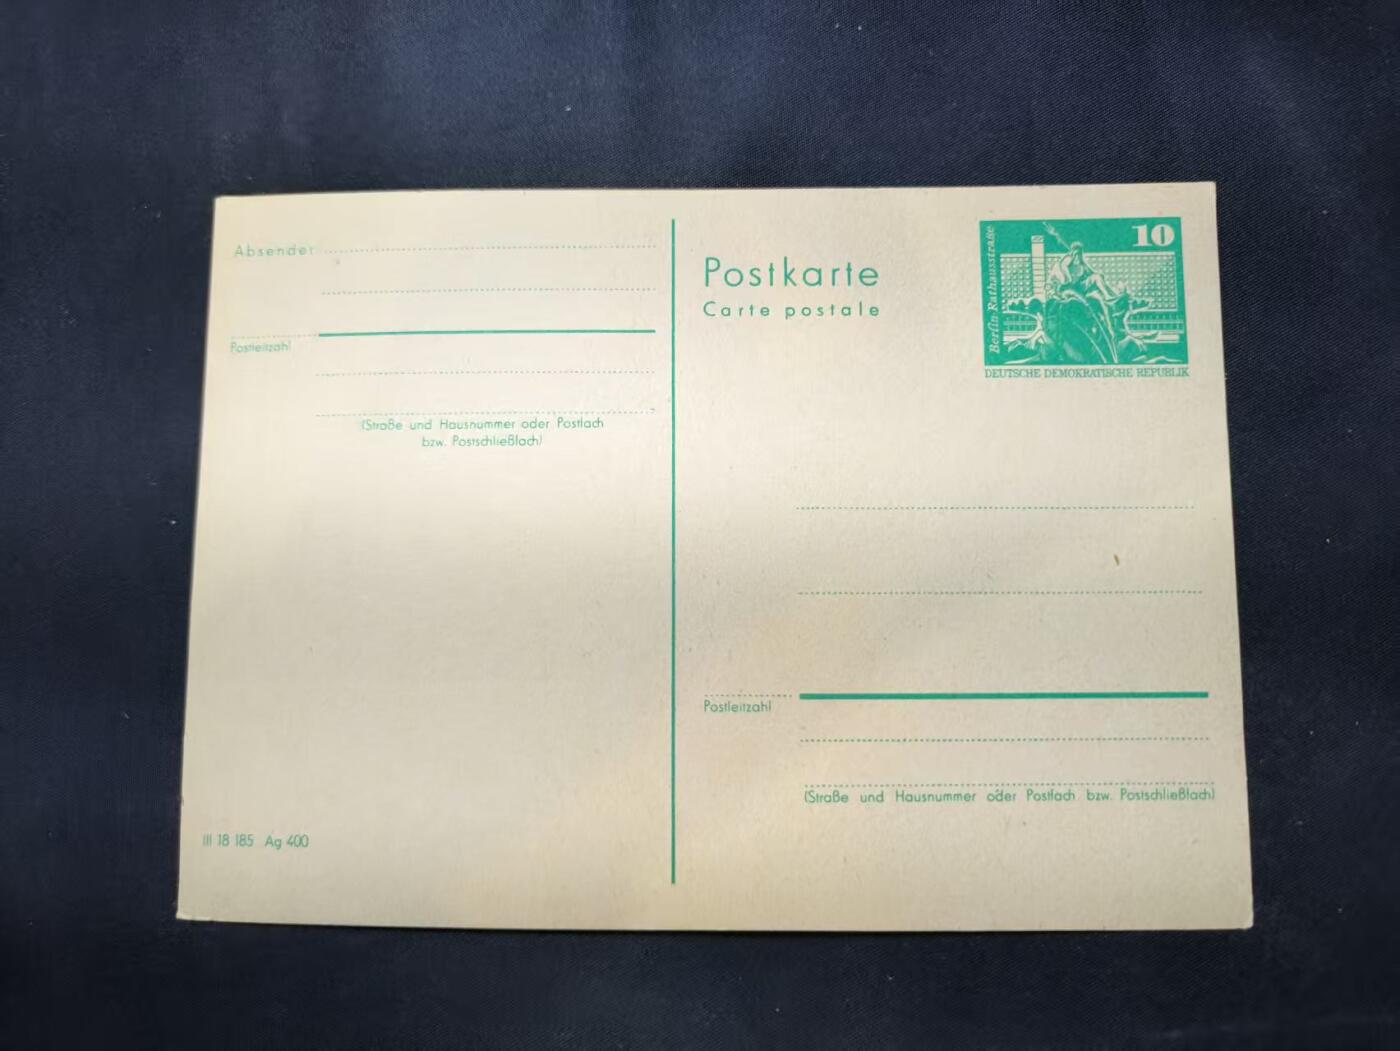 Absender
Postleitzahl
(Straße und Hausnummer oder Postfach
bzw. Postschließfach)
III 18 185 Ag 400
Postkarte
Carte postale
10
Berlin Rathausstraße
DEUTSCHE DEMOKRATISCHE REPUBLIK
Postleitzahl
(Straße und Hausnummer oder Postfach bzw. Postschließfach)